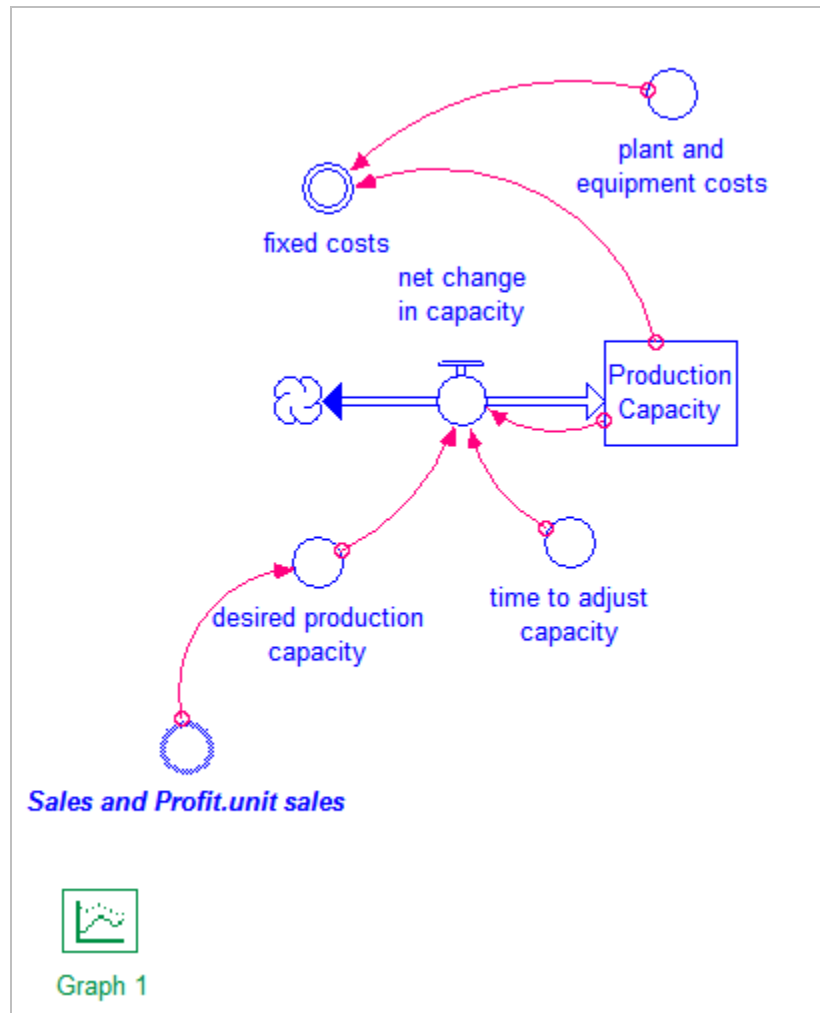 plant and
equipment costs
fixed costs
net change
in capacity
Production
Capacity
desired production
capacity
time to adjust
capacity
Sales and Profit.unit sales
Graph 1